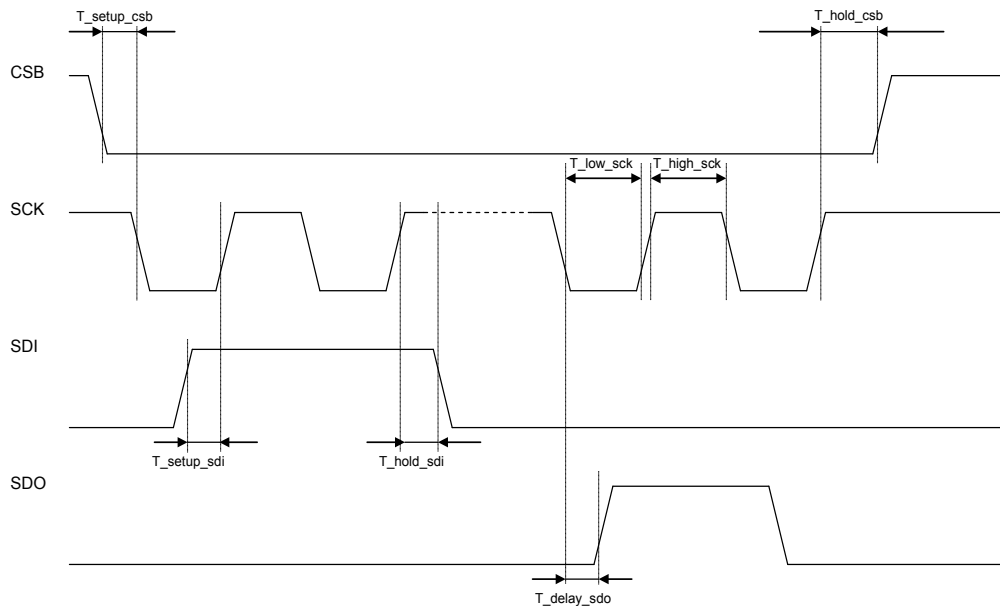 T_setup_csb
T_hold_csb
CSB
T_low_sck
T_high_sck
SCK
SDI
T_setup_sdi
T_hold_sdi
SDO
T_delay_sdo